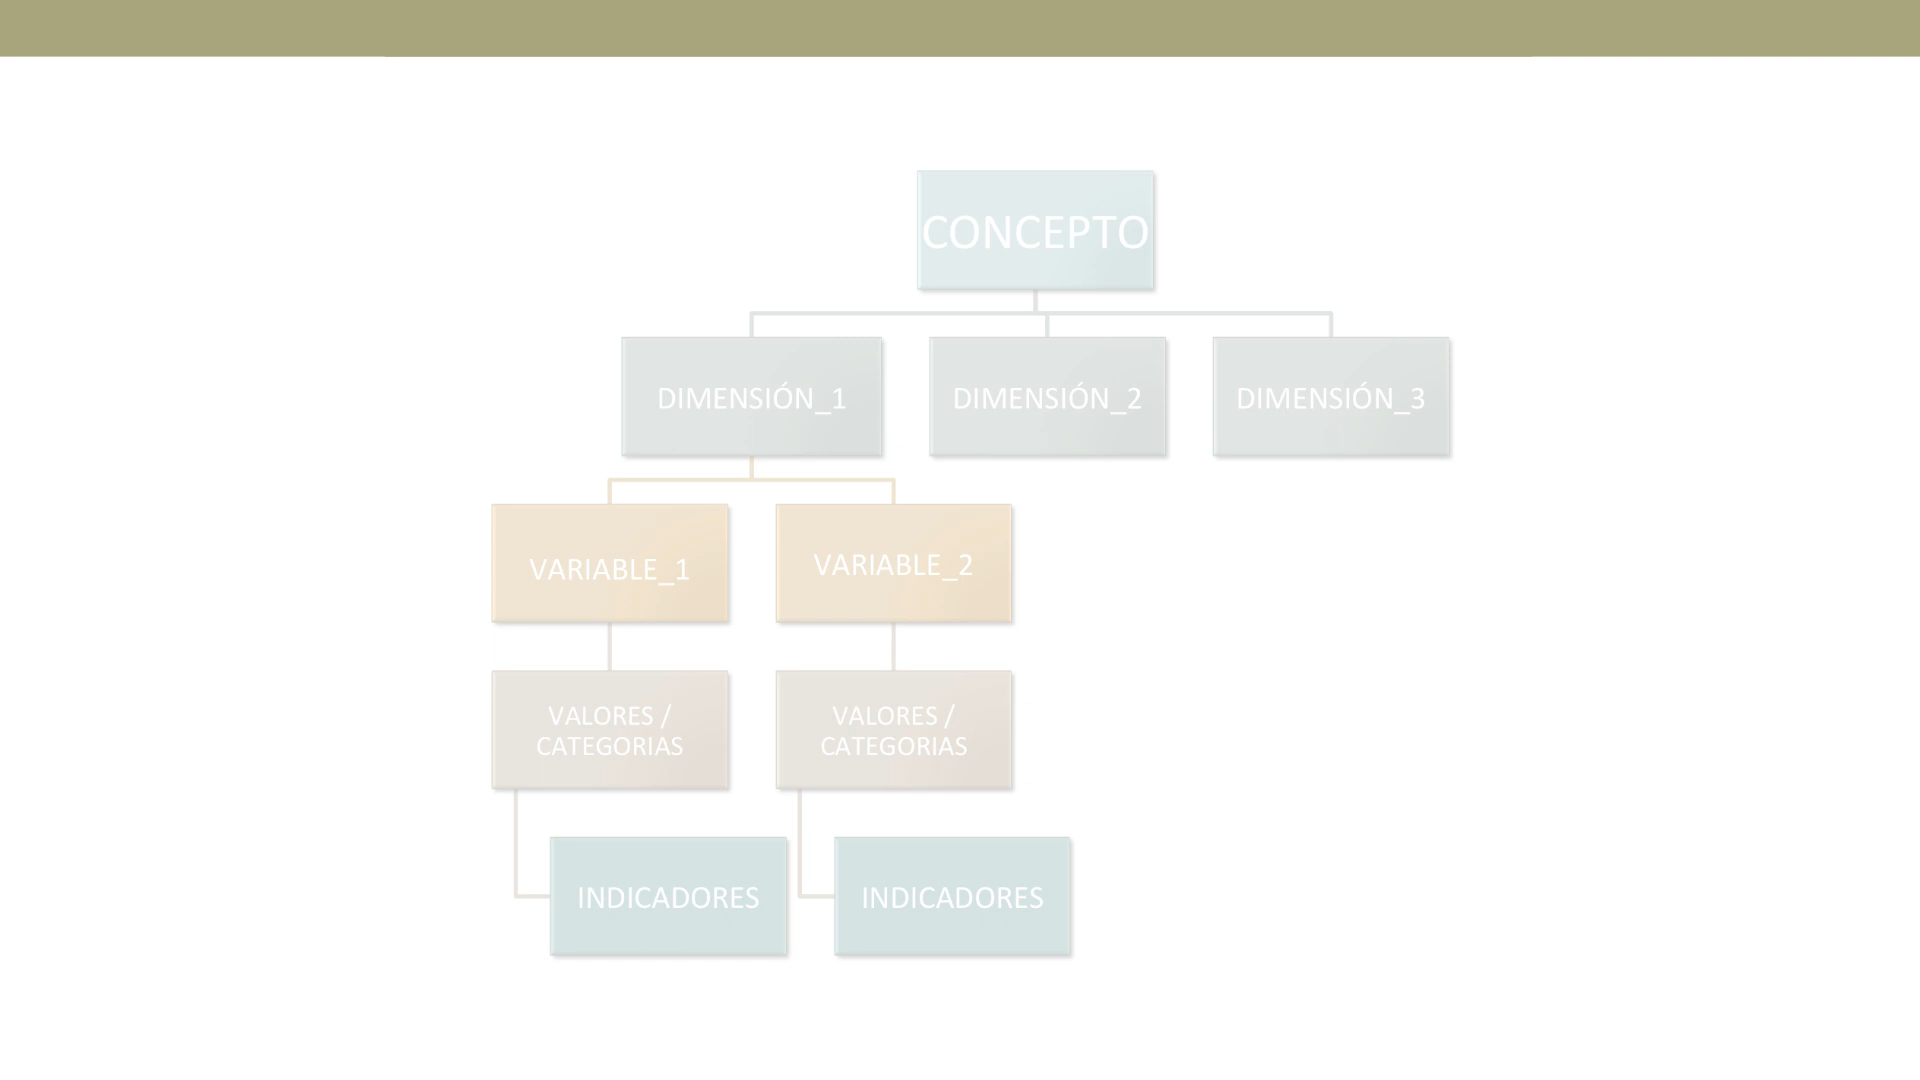 CONCEPTO
DIMENSIÓN_1
DIMENSIÓN_2
DIMENSIÓN_3
VARIABLE_1
VARIABLE_2
VALORES /
CATEGORIAS
VALORES /
CATEGORIAS
INDICADORES
INDICADORES